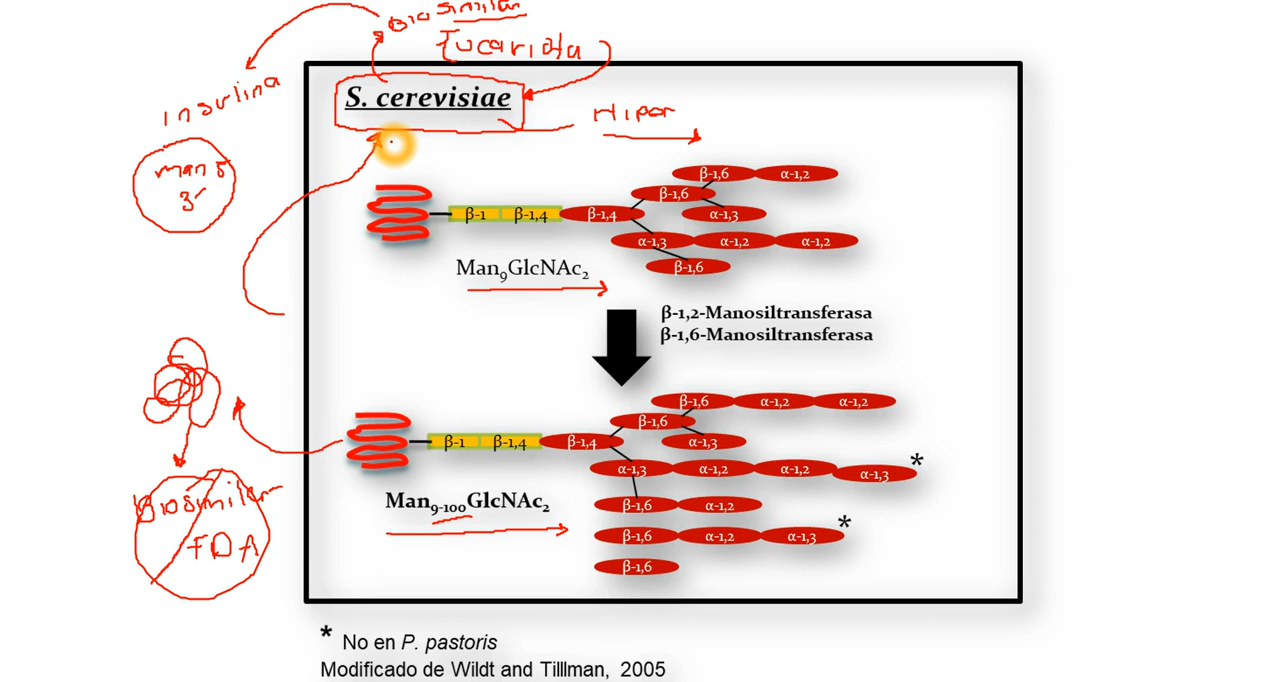 BioSimilar
Eucariota
Insulina
S. cerevisiae
Hiper
man 5
3
β-1,6 α-1,2
β-1,6
β-1 β-1,4 β-1,4 α-1,3
α-1,3 α-1,2 α-1,2
β-1,6
Man9GlcNAc2
β-1,2-Manosiltransferasa
β-1,6-Manosiltransferasa
β-1,6 α-1,2 α-1,2
β-1,6
β-1 β-1,4 β-1,4 α-1,3
α-1,3 α-1,2 α-1,2 α-1,3 *
Man9-100GlcNAc2
β-1,6 α-1,2
β-1,6 α-1,2 α-1,3 *
β-1,6
Biosimilar
FDA
* No en P. pastoris
Modificado de Wildt and Tilllman, 2005